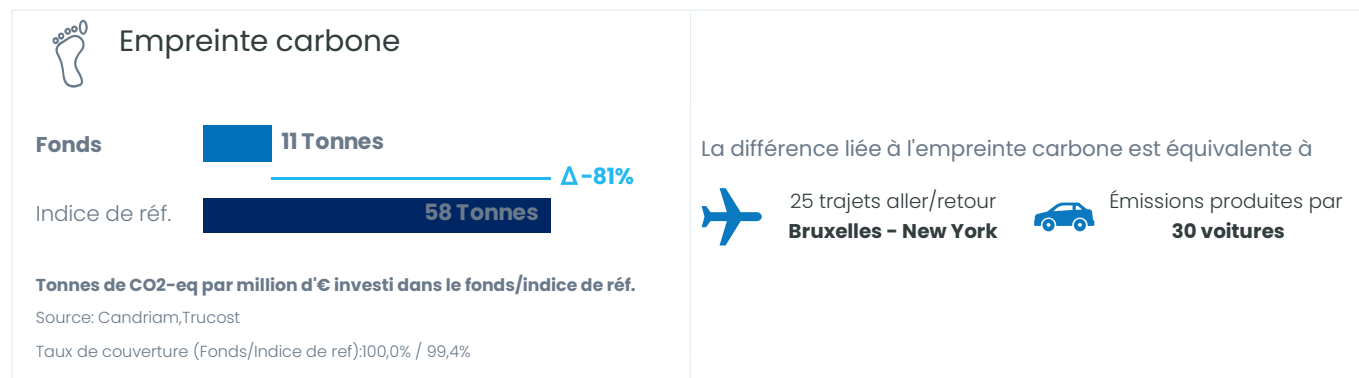 Empreinte carbone
Fonds
11 Tonnes
Δ-81%
Indice de réf.
58 Tonnes
Tonnes de CO2-eq par million d'€ investi dans le fonds/indice de réf.
Source: Candriam,Trucost
Taux de couverture (Fonds/Indice de ref):100,0% / 99,4%
La différence liée à l'empreinte carbone est équivalente à
25 trajets aller/retour
Bruxelles - New York
Émissions produites par
30 voitures